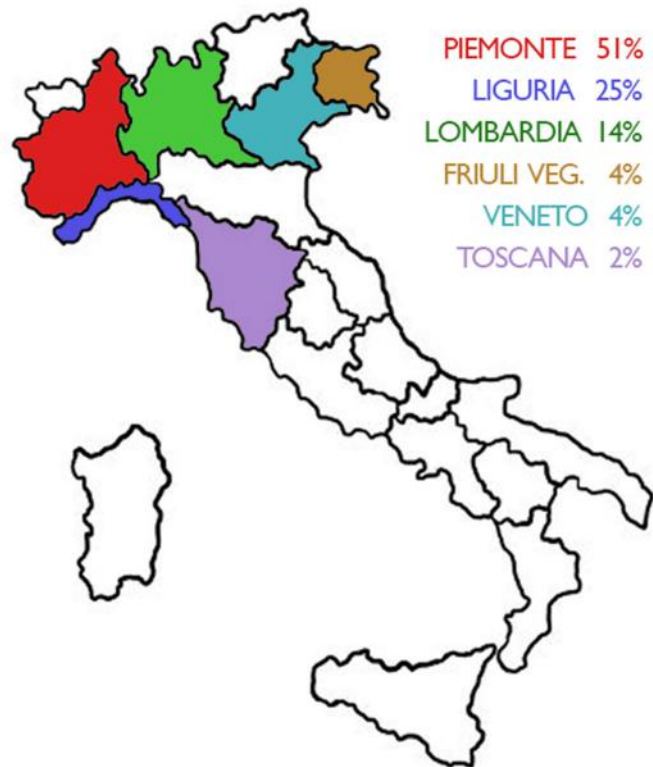 PIEMONTE 51%
LIGURIA 25%
LOMBARDIA 14%
FRIULI VEG. 4%
VENETO 4%
TOSCANA 2%